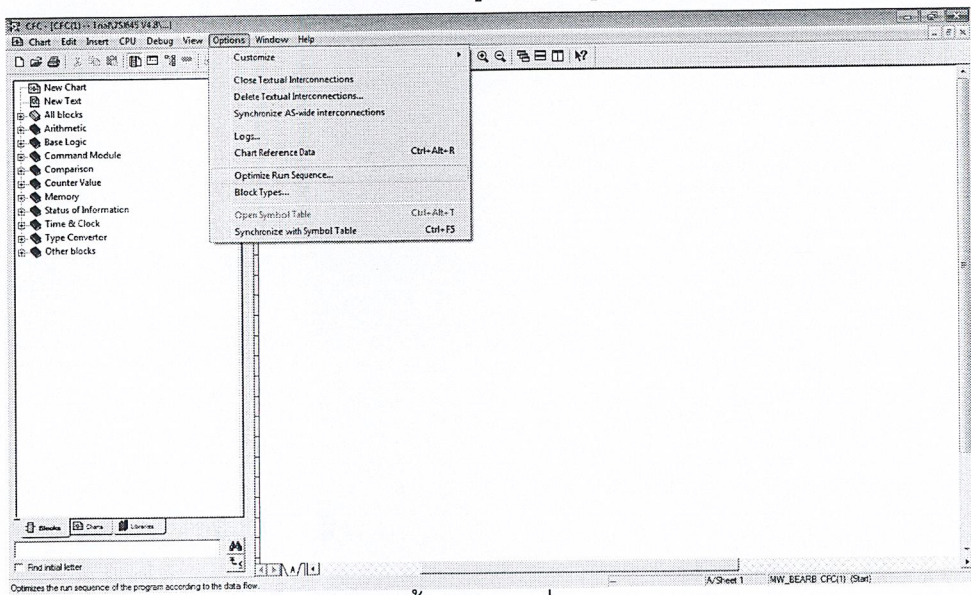 CFC - [CFC(1) -- Trial\7SJ645 V4.8\...]
Chart Edit Insert CPU Debug View Options Window Help
Customize
Close Textual Interconnections
Delete Textual Interconnections...
Synchronize AS-wide interconnections
Logs...
Chart Reference Data Ctrl+Alt+R
Optimize Run Sequence...
Block Types...
Open Symbol Table Ctrl+Alt+T
Synchronize with Symbol Table Ctrl+F5
New Chart
New Text
All blocks
Arithmetic
Base Logic
Command Module
Comparison
Counter Value
Memory
Status of Information
Time & Clock
Type Converter
Other blocks
Blocks Charts Libraries
Find initial letter
A
Optimizes the run sequence of the program according to the data flow.
A/Sheet 1 MW_BEARB CFC(1) (Start)